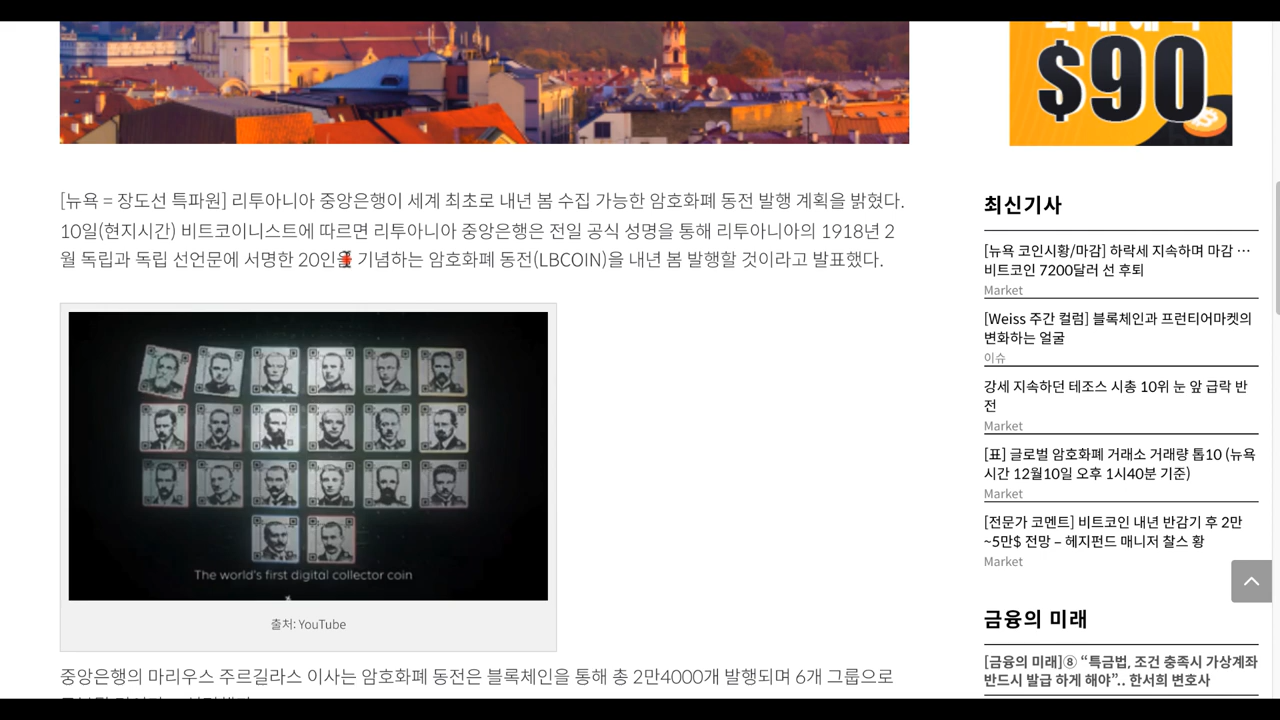 $90
[뉴욕 = 장도선 특파원] 리투아니아 중앙은행이 세계 최초로 내년 봄 수집 가능한 암호화폐 동전 발행 계획을 밝혔다.
10일(현지시간) 비트코이니스트에 따르면 리투아니아 중앙은행은 전일 공식 성명을 통해 리투아니아의 1918년 2
월 독립과 독립 선언문에 서명한 20인을 기념하는 암호화폐 동전(LBCOIN)을 내년 봄 발행할 것이라고 발표했다.
The world's first digital collector coin
출처: YouTube
중앙은행의 마리우스 주르길라스 이사는 암호화폐 동전은 블록체인을 통해 총 2만4000개 발행되며 6개 그룹으로
최신기사
[뉴욕 코인시황/마감] 하락세 지속하며 마감 …
비트코인 7200달러 선 후퇴
Market
[Weiss 주간 컬럼] 블록체인과 프런티어마켓의
변화하는 얼굴
이슈
강세 지속하던 테조스 시총 10위 눈 앞 급락 반
전
Market
[표] 글로벌 암호화폐 거래소 거래량 톱10 (뉴욕
시간 12월10일 오후 1시40분 기준)
Market
[전문가 코멘트] 비트코인 내년 반감기 후 2만
~5만$ 전망 – 헤지펀드 매니저 찰스 황
Market
금융의 미래
[금융의 미래]⑧ “특금법, 조건 충족시 가상계좌
반드시 발급 하게 해야”.. 한서희 변호사